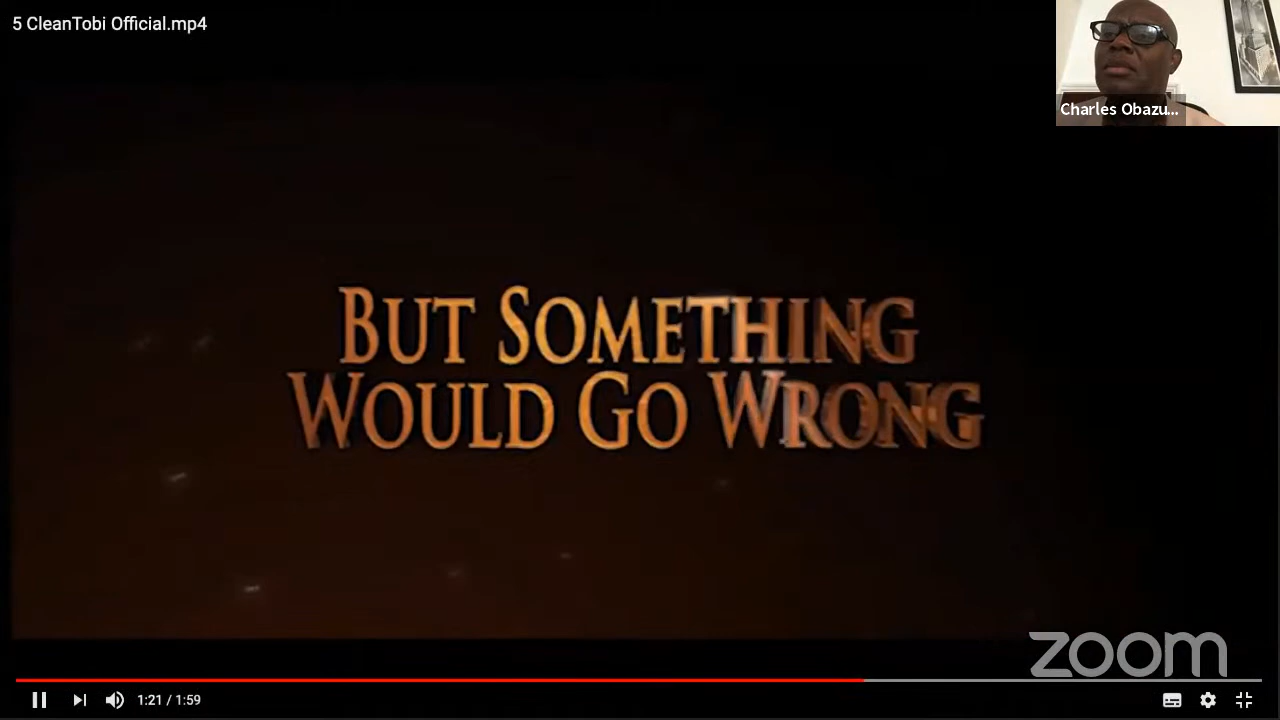 5 CleanTobi Official.mp4
Charles Obazu...
BUT SOMETHING
WOULD GO WRONG
zoom
1:21 / 1:59